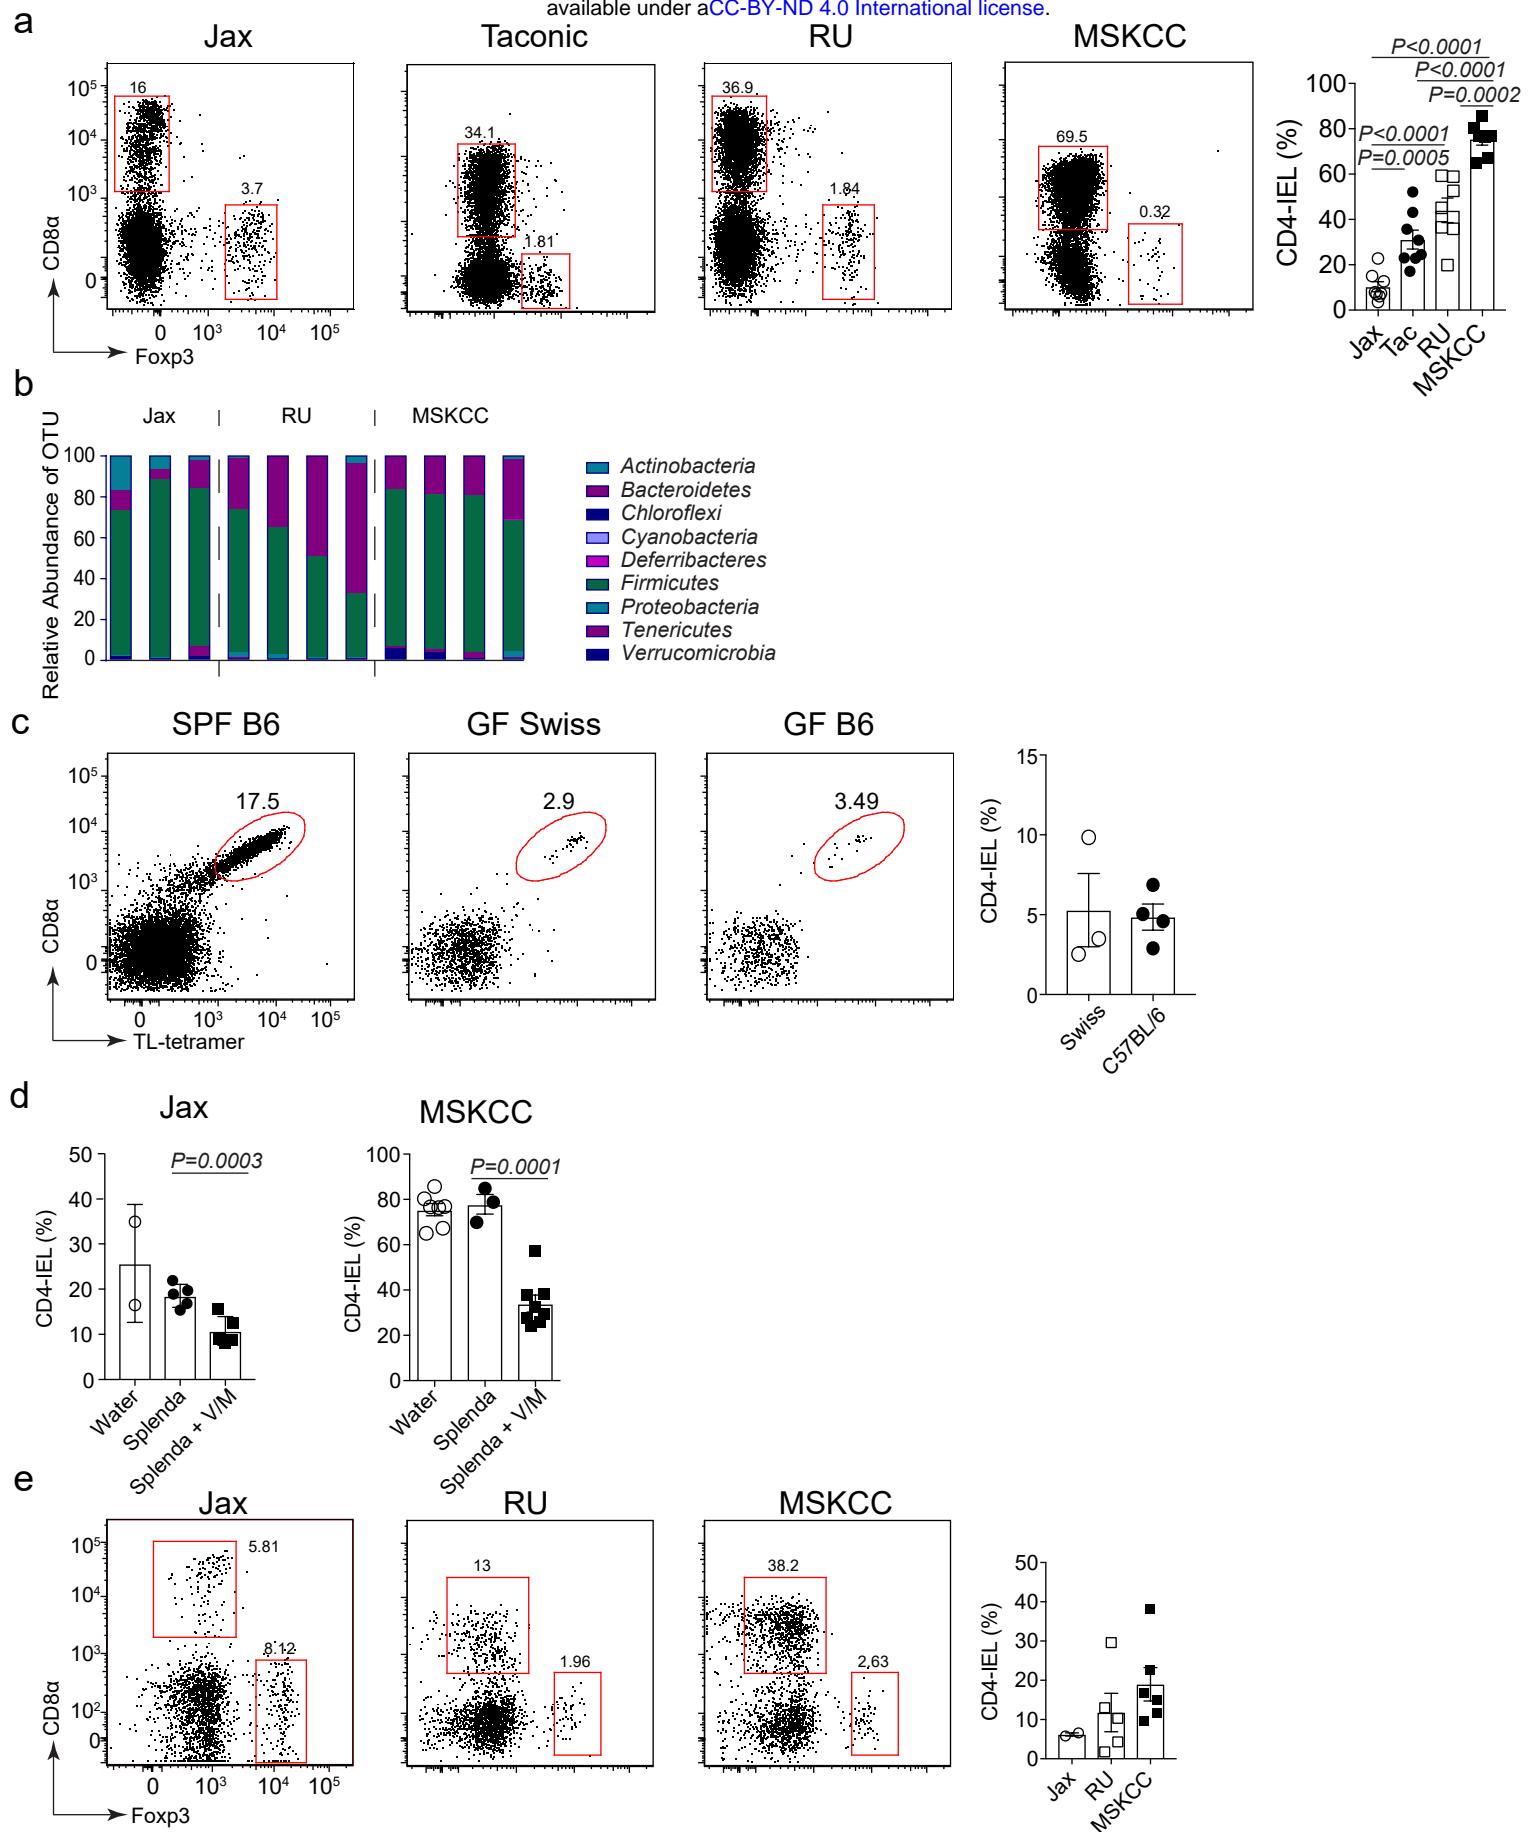 available under aCC-BY-ND 4.0 International license.
a
Jax
Taconic
RU
MSKCC
16
3.7
34.1
1.81
36.9
1.84
69.5
0.32
10⁵
10⁴
10³
0
CD8α
0 10³ 10⁴ 10⁵
Foxp3
P<0.0001
P<0.0001
P=0.0002
P<0.0001
P=0.0005
CD4-IEL (%)
100
80
60
40
20
0
Jax
Tac
RU
MSKCC
b
Jax | RU | MSKCC
Relative Abundance of OTU
100
80
60
40
20
0
Actinobacteria
Bacteroidetes
Chloroflexi
Cyanobacteria
Deferribacteres
Firmicutes
Proteobacteria
Tenericutes
Verrucomicrobia
c
SPF B6
GF Swiss
GF B6
17.5
2.9
3.49
10⁵
10⁴
10³
0
CD8α
0 10³ 10⁴ 10⁵
TL-tetramer
CD4-IEL (%)
15
10
5
0
Swiss
C57BL/6
d
Jax
P=0.0003
CD4-IEL (%)
50
40
30
20
10
0
Water
Splenda
Splenda + V/M
MSKCC
P=0.0001
CD4-IEL (%)
100
80
60
40
20
0
Water
Splenda
Splenda + V/M
e
Jax
RU
MSKCC
5.81
8.12
13
1.96
38.2
2.63
10⁵
10⁴
10³
10²
0
CD8α
0 10³ 10⁴ 10⁵
Foxp3
CD4-IEL (%)
50
40
30
20
10
0
Jax
RU
MSKCC